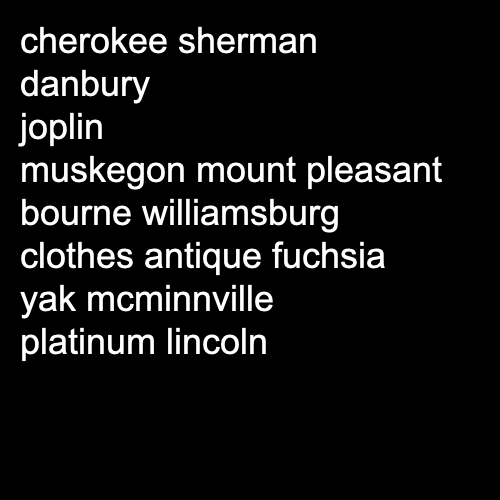 cherokee sherman
danbury
joplin
muskegon mount pleasant
bourne williamsburg
clothes antique fuchsia
yak mcminnville
platinum lincoln